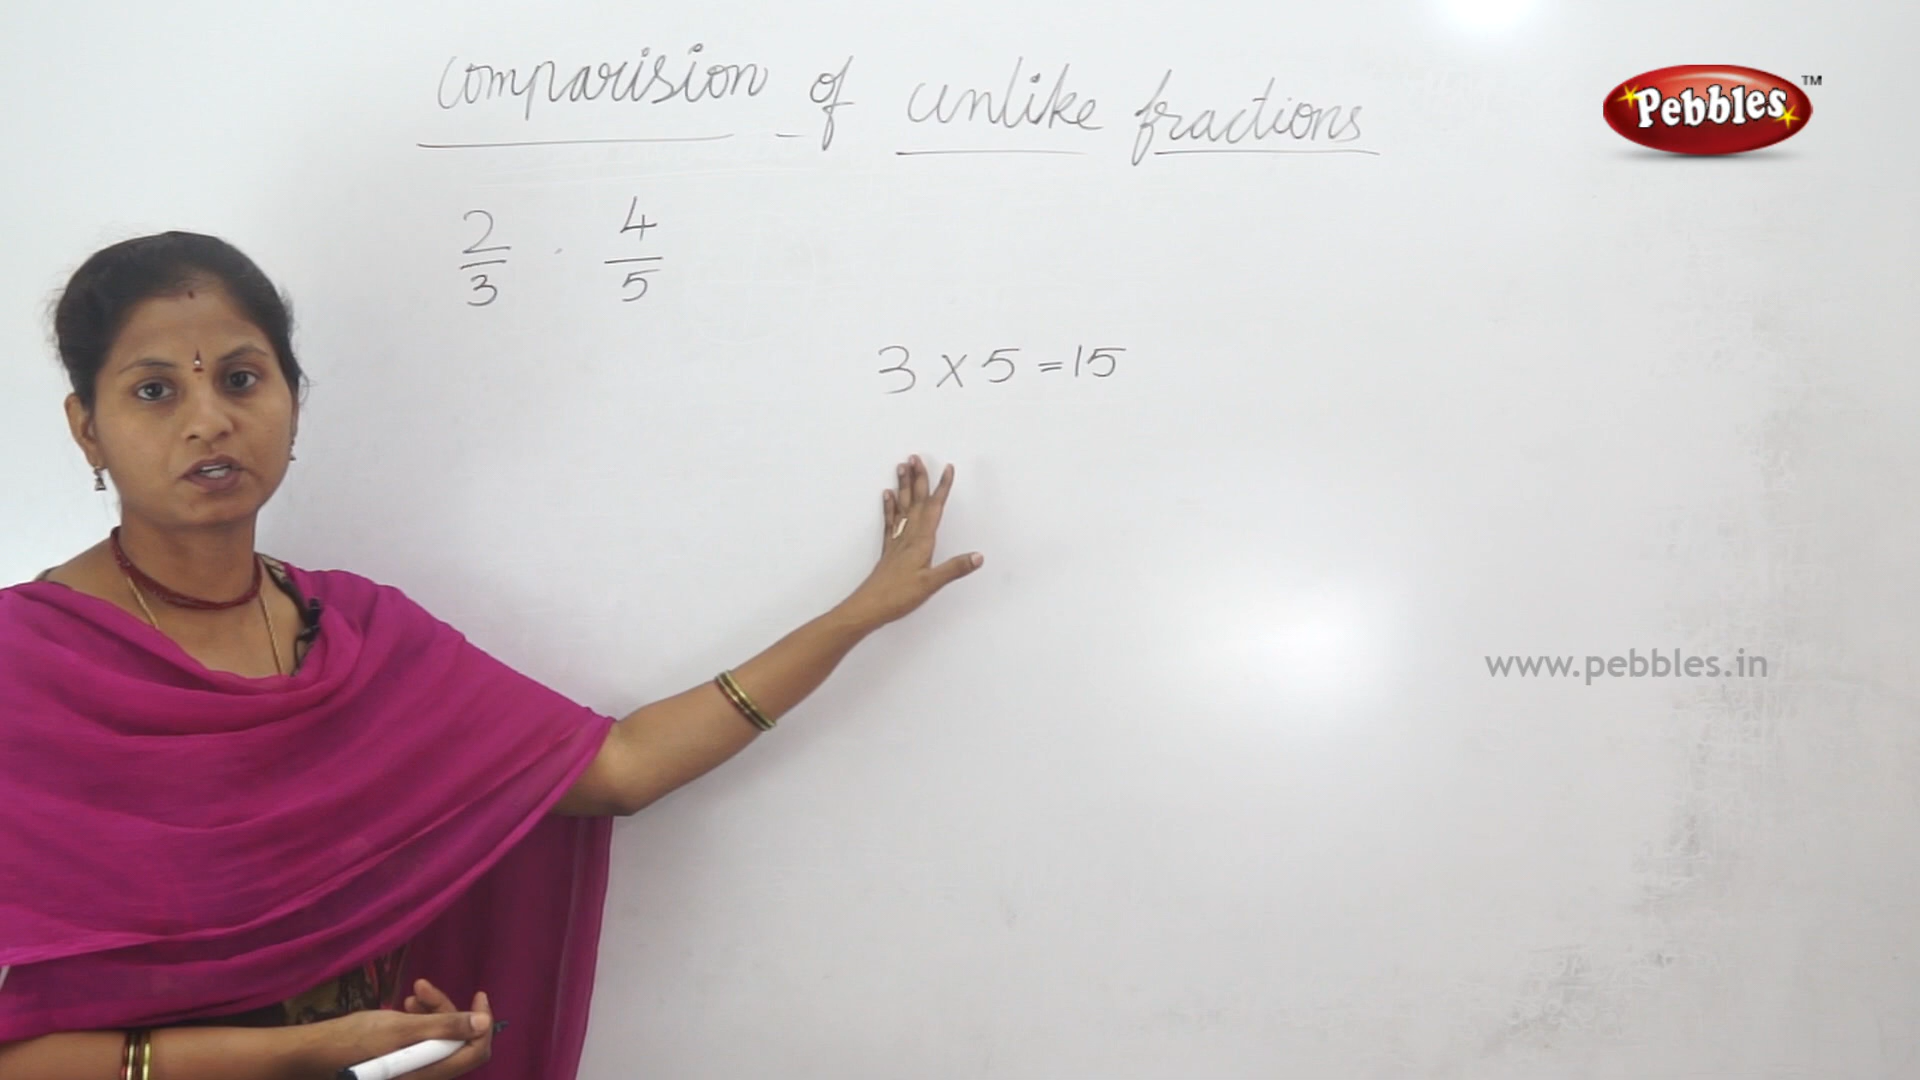 comparision of unlike fractions
Pebbles TM
2/3 . 4/5
3 x 5 = 15
www.pebbles.in